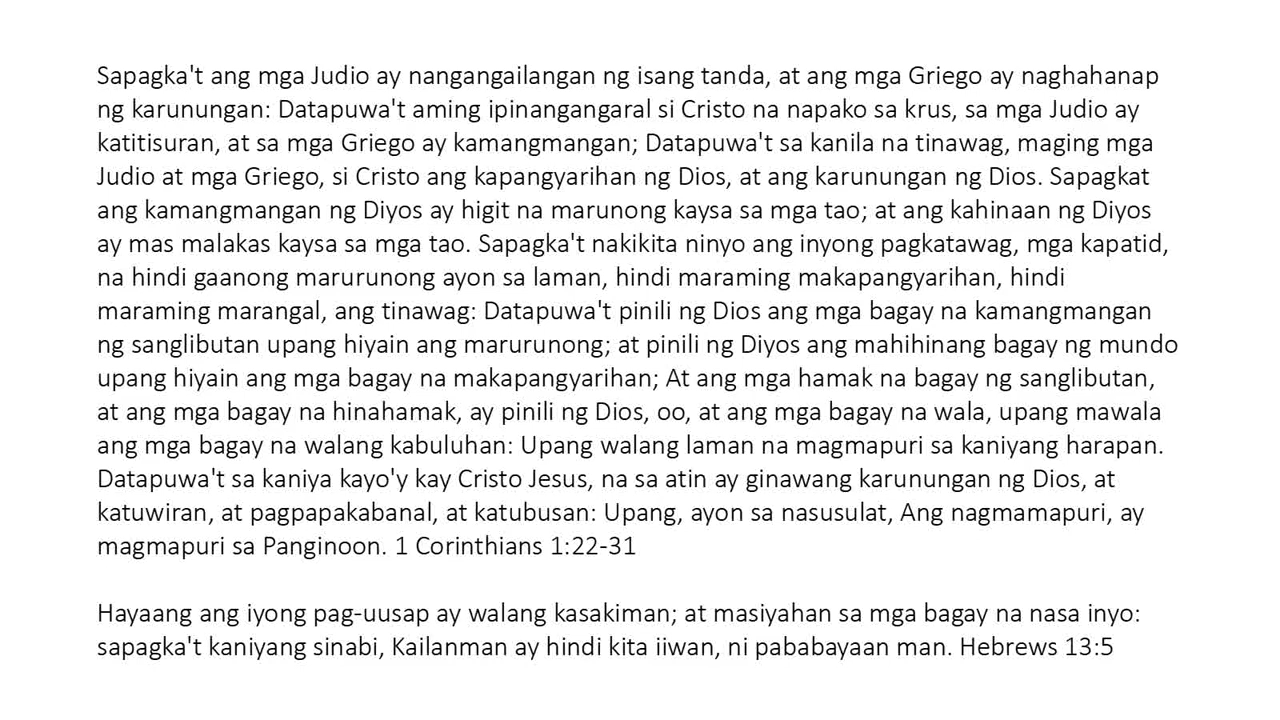 Sapagka't ang mga Judio ay nangangailangan ng isang tanda, at ang mga Griego ay naghahanap
ng karunungan: Datapuwa't aming ipinangangaral si Cristo na napako sa krus, sa mga Judio ay
katitisuran, at sa mga Griego ay kamangmangan; Datapuwa't sa kanila na tinawag, maging mga
Judio at mga Griego, si Cristo ang kapangyarihan ng Dios, at ang karunungan ng Dios. Sapagkat
ang kamangmangan ng Diyos ay higit na marunong kaysa sa mga tao; at ang kahinaan ng Diyos
ay mas malakas kaysa sa mga tao. Sapagka't nakikita ninyo ang inyong pagkatawag, mga kapatid,
na hindi gaanong marurunong ayon sa laman, hindi maraming makapangyarihan, hindi
maraming marangal, ang tinawag: Datapuwa't pinili ng Dios ang mga bagay na kamangmangan
ng sanglibutan upang hiyain ang marurunong; at pinili ng Diyos ang mahihinang bagay ng mundo
upang hiyain ang mga bagay na makapangyarihan; At ang mga hamak na bagay ng sanglibutan,
at ang mga bagay na hinahamak, ay pinili ng Dios, oo, at ang mga bagay na wala, upang mawala
ang mga bagay na walang kabuluhan: Upang walang laman na magmapuri sa kaniyang harapan.
Datapuwa't sa kaniya kayo'y kay Cristo Jesus, na sa atin ay ginawang karunungan ng Dios, at
katuwiran, at pagpapakabanal, at katubusan: Upang, ayon sa nasusulat, Ang nagmamapuri, ay
magmapuri sa Panginoon. 1 Corinthians 1:22-31
Hayaang ang iyong pag-uusap ay walang kasakiman; at masiyahan sa mga bagay na nasa inyo:
sapagka't kaniyang sinabi, Kailanman ay hindi kita iiwan, ni pababayaan man. Hebrews 13:5